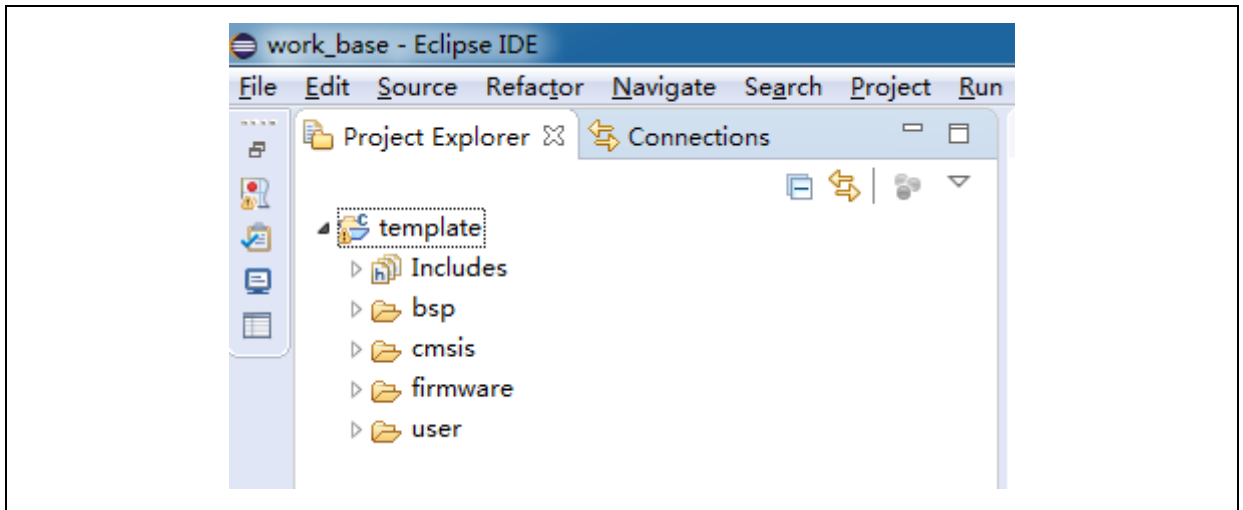 work_base - Eclipse IDE
File Edit Source Refactor Navigate Search Project Run
Project Explorer Connections
template
Includes
bsp
cmsis
firmware
user